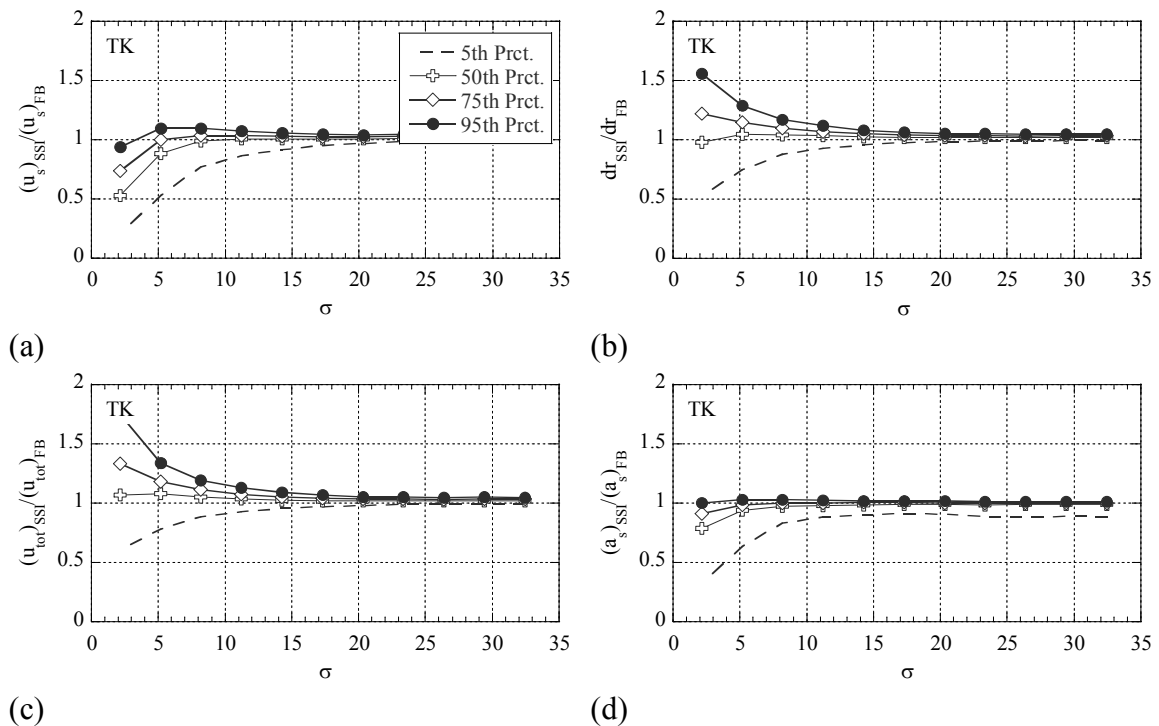 2
TK
5th Prct.
50th Prct.
75th Prct.
95th Prct.
1.5
1
0.5
0
(u_s)_SSI/(u_s)_FB
0 5 10 15 20 25 30 35
σ
(a)
2
TK
1.5
1
0.5
0
dr_SSI/dr_FB
0 5 10 15 20 25 30 35
σ
(b)
2
TK
1.5
1
0.5
0
(u_tot)_SSI/(u_tot)_FB
0 5 10 15 20 25 30 35
σ
(c)
2
TK
1.5
1
0.5
0
(a_s)_SSI/(a_s)_FB
0 5 10 15 20 25 30 35
σ
(d)